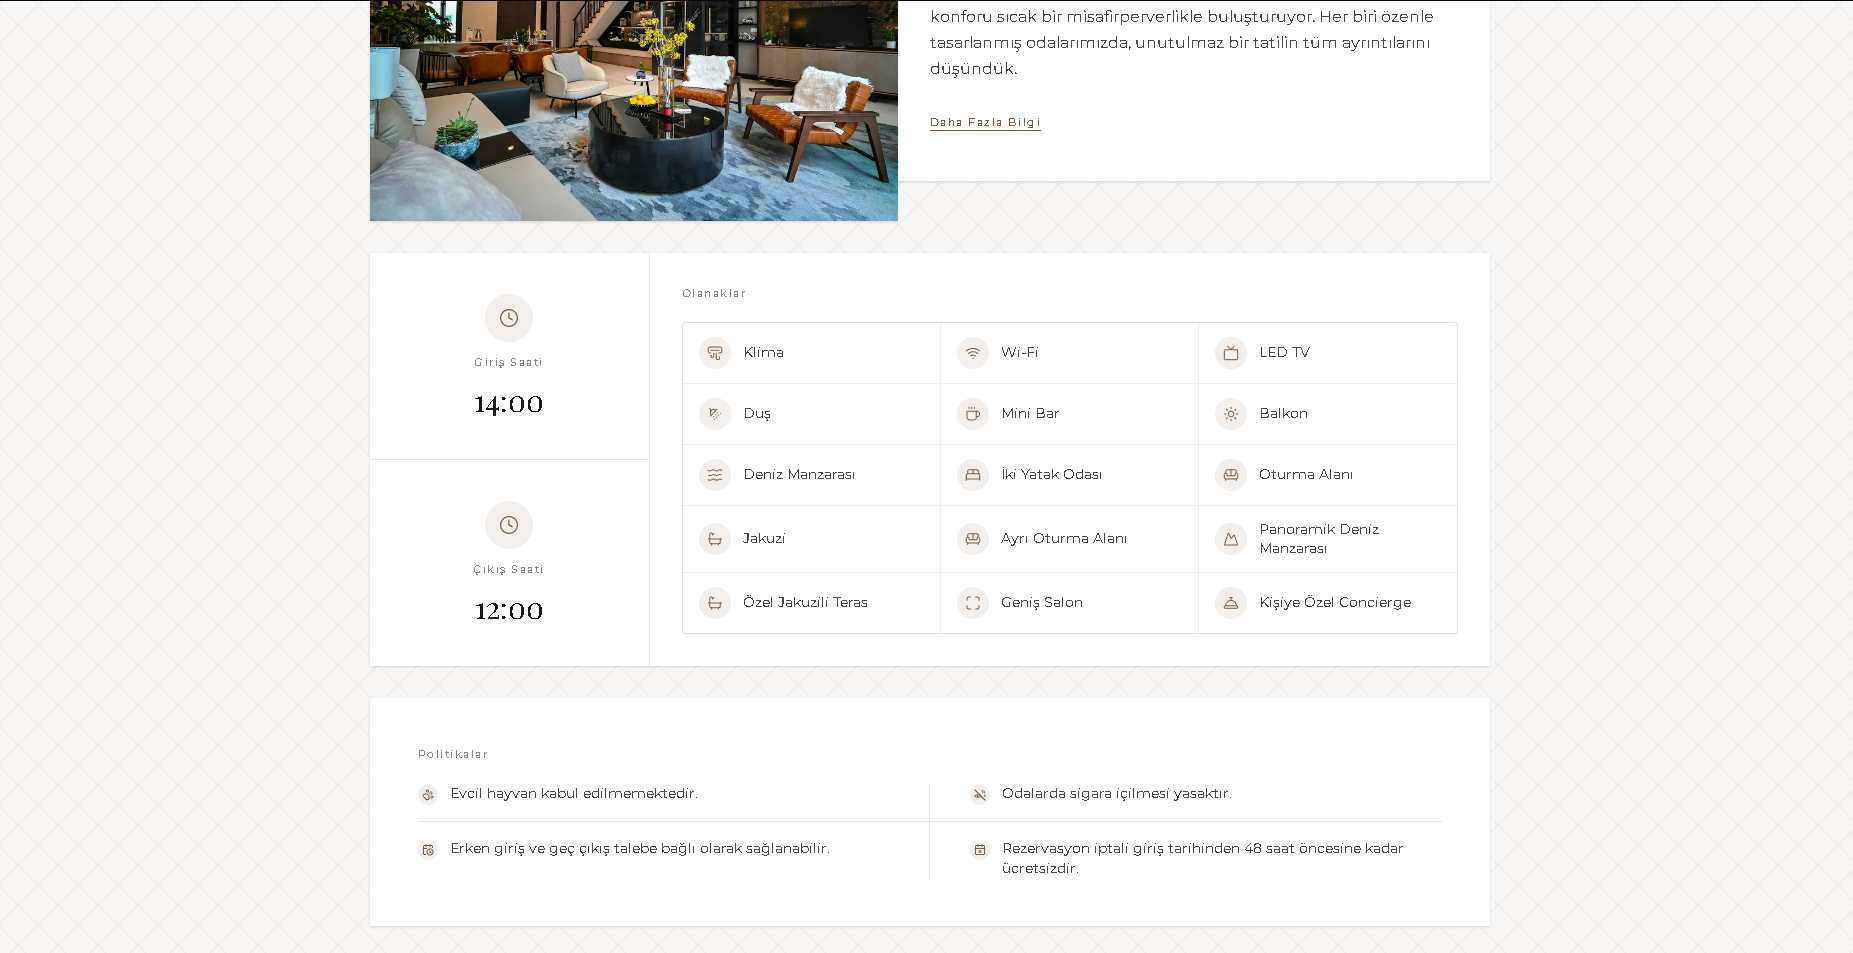 konforu sıcak bir misafirperverlikle buluşturuyor. Her biri özenle
tasarlanmış odalarımızda, unutulmaz bir tatilin tüm ayrıntılarını
düşündük.
Daha Fazla Bilgi
Giriş Saati
14:00
Çıkış Saati
12:00
Olanaklar
Klima
Wi-Fi
LED TV
Duş
Mini Bar
Balkon
Deniz Manzarası
İki Yatak Odası
Oturma Alanı
Jakuzi
Ayrı Oturma Alanı
Panoramik Deniz
Manzarası
Özel Jakuzili Teras
Geniş Salon
Kişiye Özel Concierge
Politikalar
Evcil hayvan kabul edilmemektedir.
Odalarda sigara içilmesi yasaktır.
Erken giriş ve geç çıkış talebe bağlı olarak sağlanabilir.
Rezervasyon iptali giriş tarihinden 48 saat öncesine kadar
ücretsizdir.